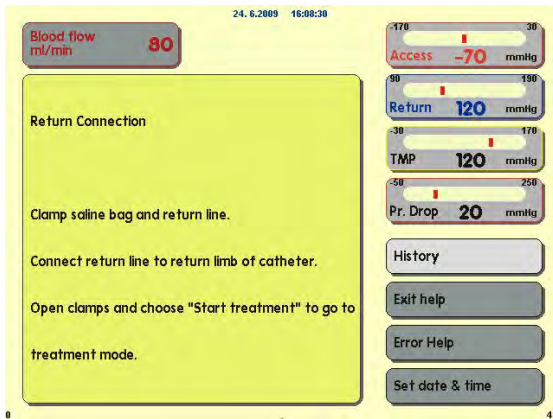 24. 6.2009 16:08:30
Blood flow
ml/min 80
Return Connection
Clamp saline bag and return line.
Connect return line to return limb of catheter.
Open clamps and choose "Start treatment" to go to
treatment mode.
-170 30
Access -70 mmHg
90 190
Return 120 mmHg
-30 170
TMP 120 mmHg
-50 250
Pr. Drop 20 mmHg
History
Exit help
Error Help
Set date & time
0 4